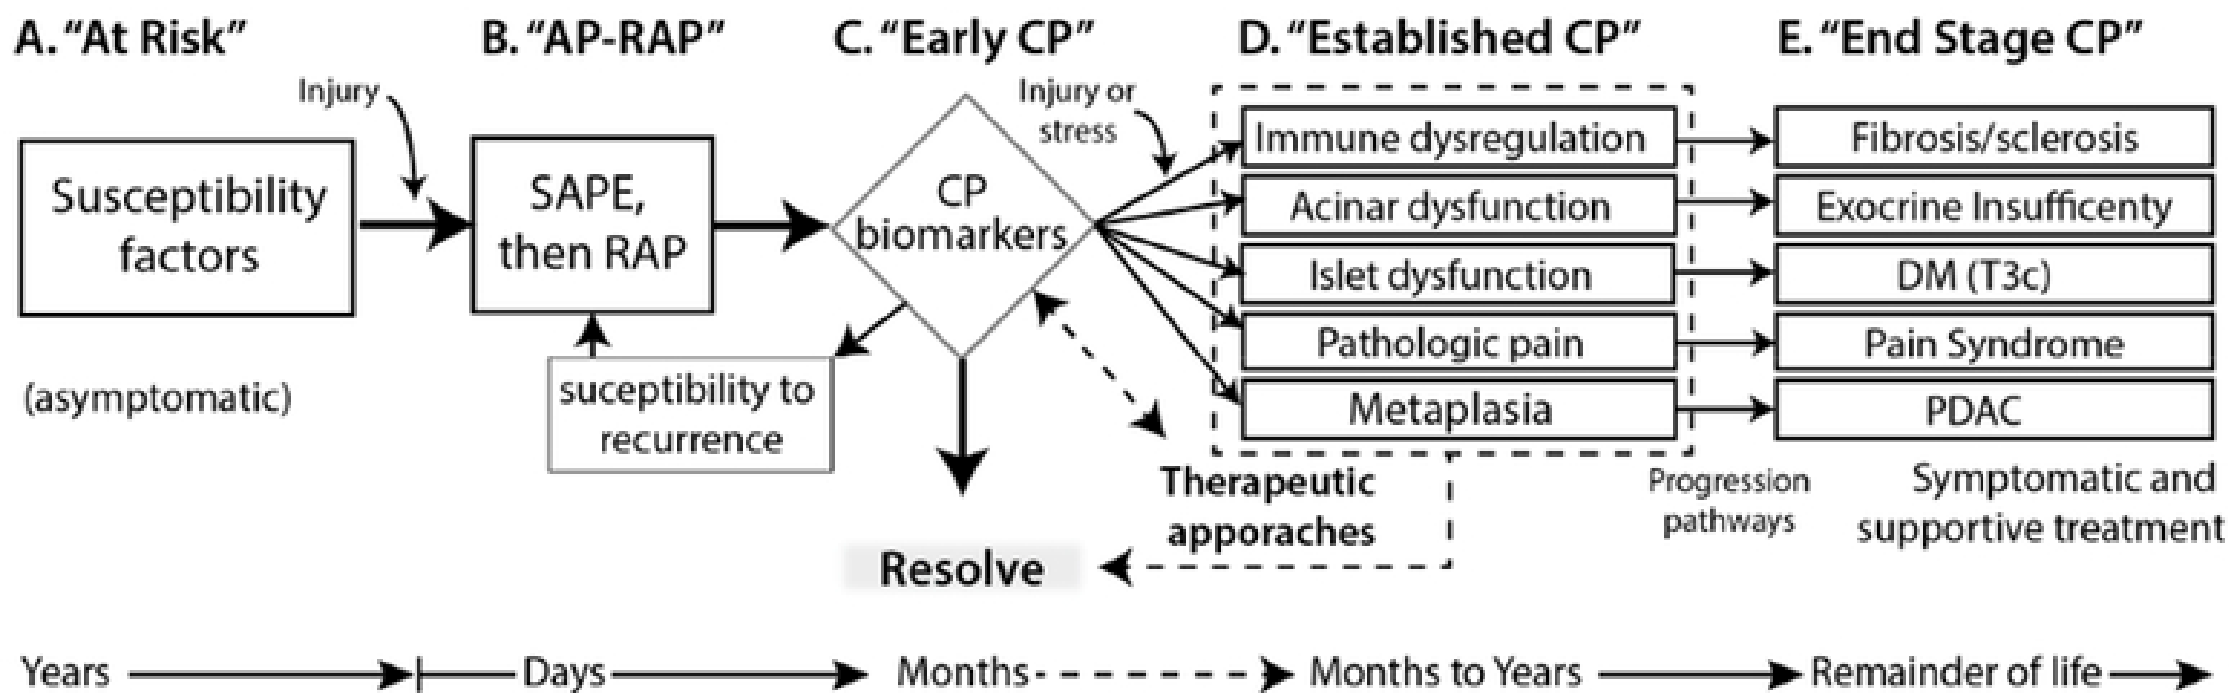 A. “At Risk”
B. “AP-RAP”
C. “Early CP”
D. “Established CP”
E. “End Stage CP”
Injury
Susceptibility
factors
(asymptomatic)
SAPE,
then RAP
suceptibility to
recurrence
CP
biomarkers
Injury or
stress
Resolve
Therapeutic
apporaches
Immune dysregulation
Acinar dysfunction
Islet dysfunction
Pathologic pain
Metaplasia
Progression
pathways
Fibrosis/sclerosis
Exocrine Insufficenty
DM (T3c)
Pain Syndrome
PDAC
Symptomatic and
supportive treatment
Years
Days
Months
Months to Years
Remainder of life